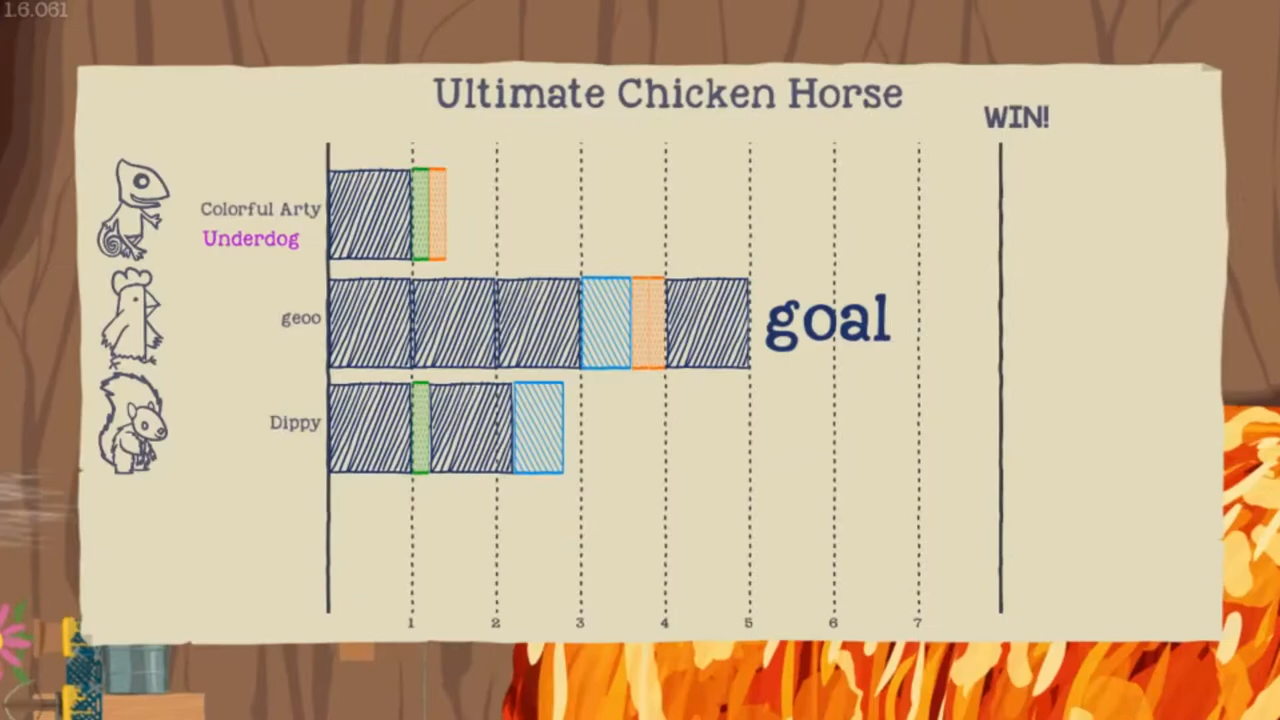 1.6.061
Ultimate Chicken Horse
WIN!
Colorful Arty
Underdog
geoo
goal
Dippy
1 2 3 4 5 6 7